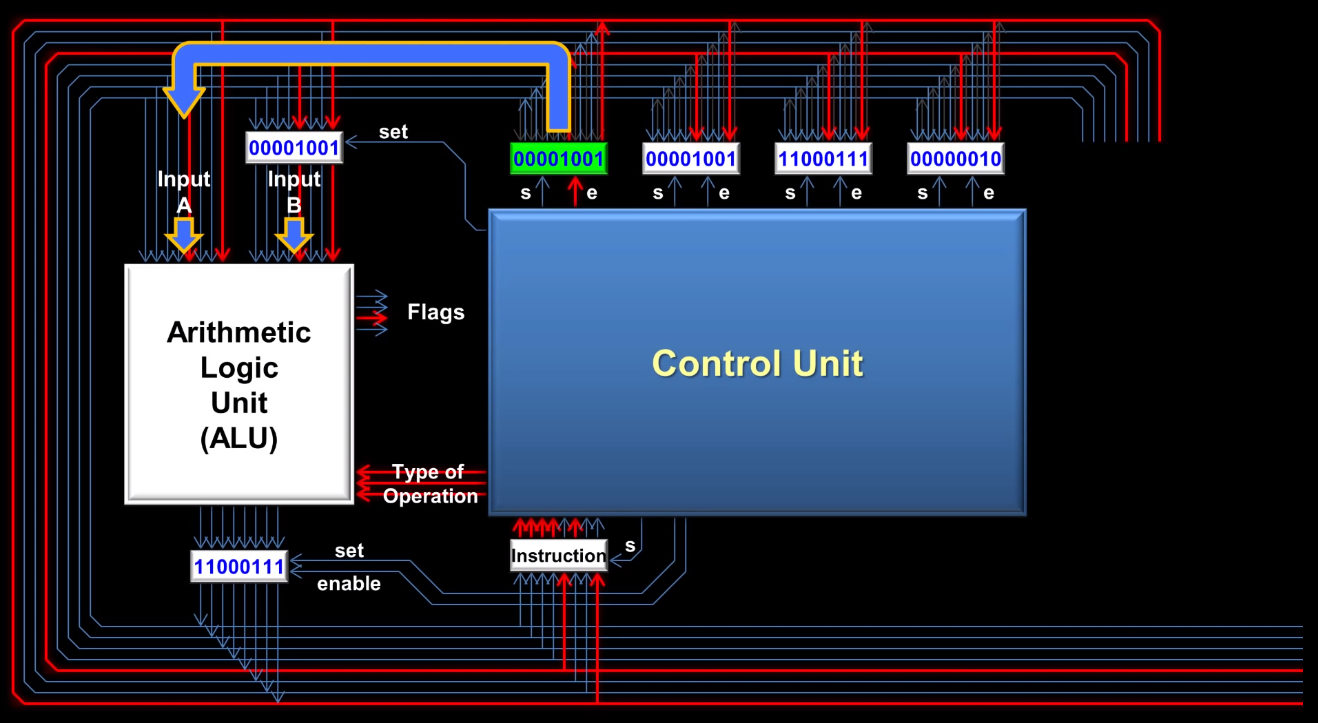 set
00001001
00001001
00001001
11000111
00000010
Input
A
Input
B
s
e
s
e
s
e
s
e
Flags
Arithmetic
Logic
Unit
(ALU)
Control Unit
Type of
Operation
Instruction
s
set
enable
11000111